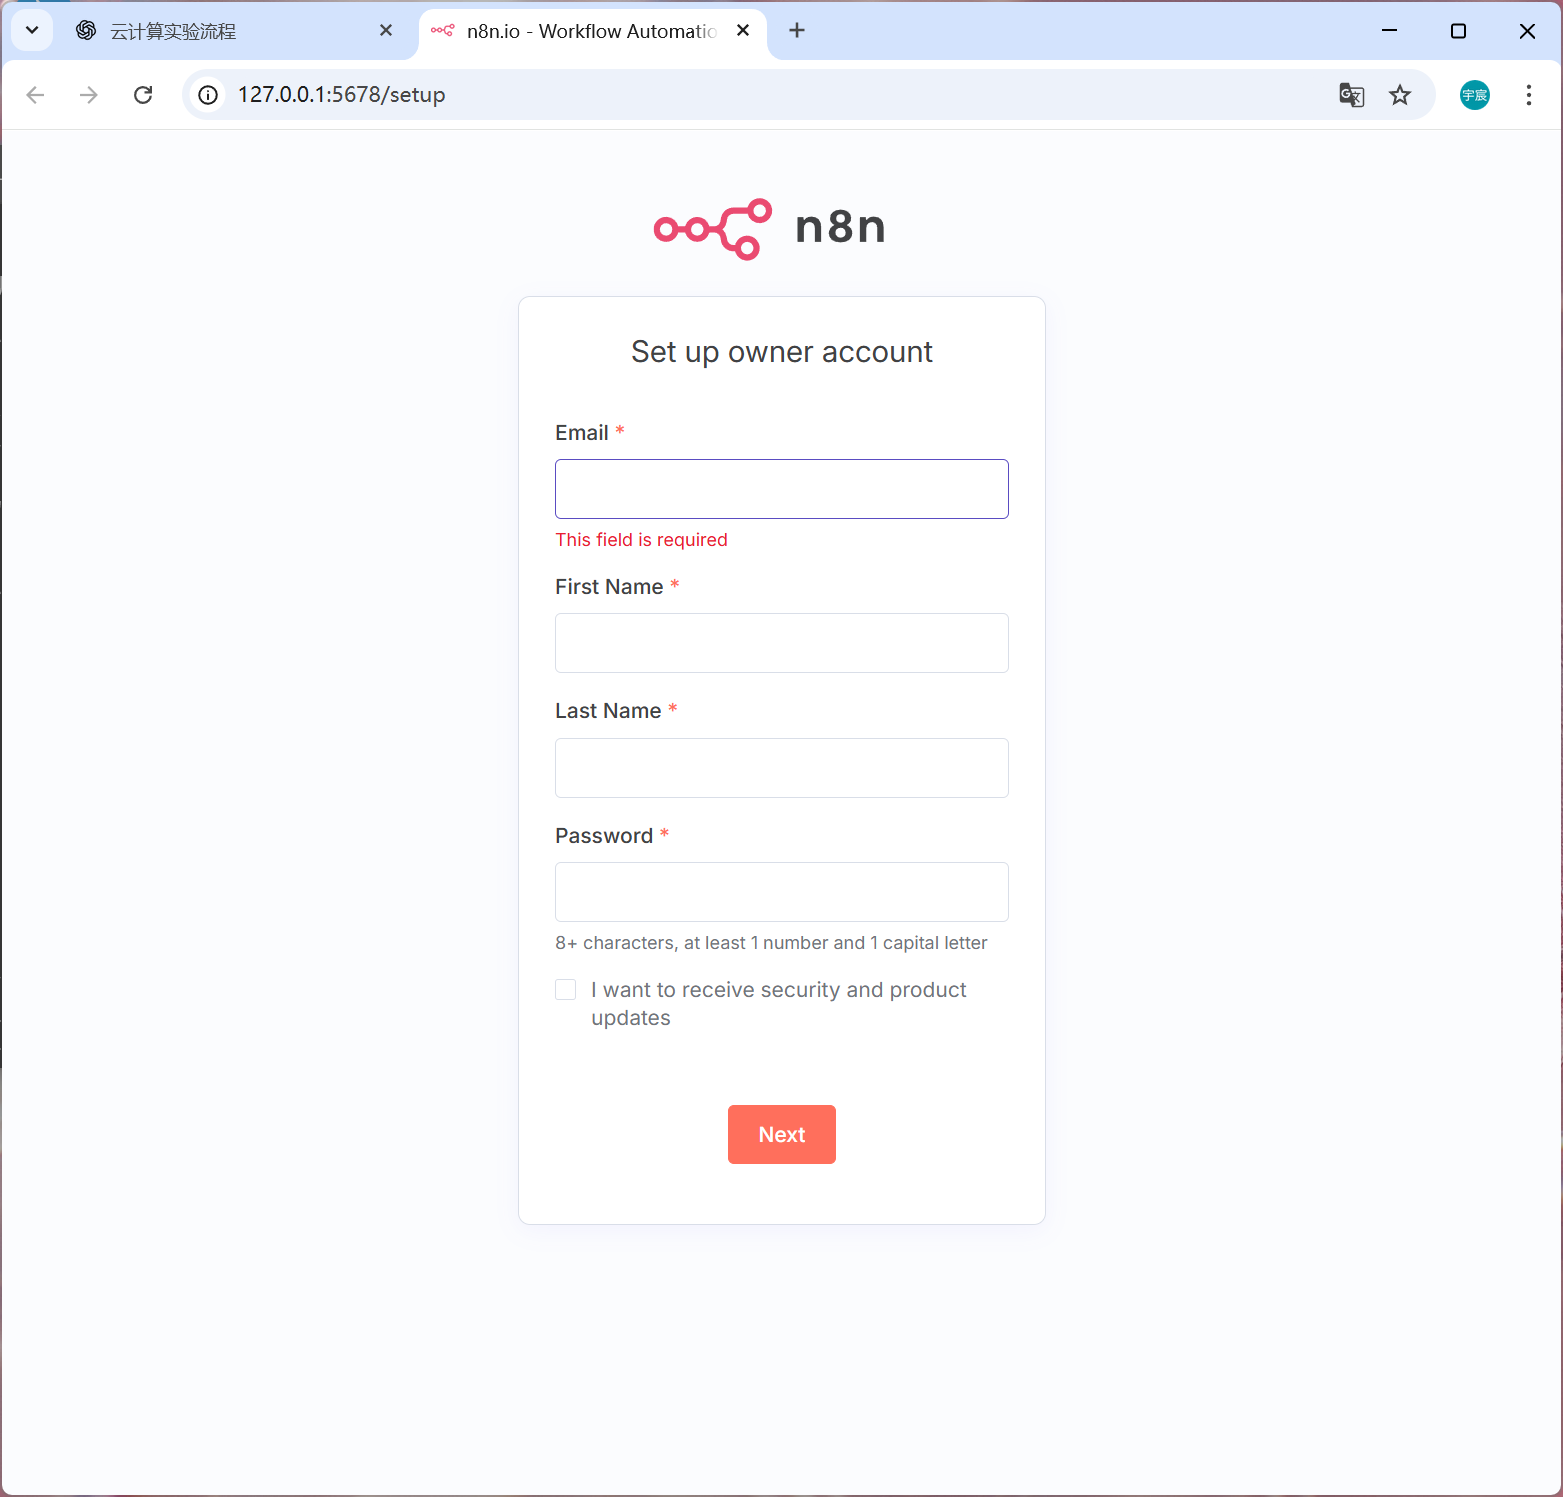 云计算实验流程
n8n.io - Workflow Automatio
127.0.0.1:5678/setup
宇宸
n8n
Set up owner account
Email *
This field is required
First Name *
Last Name *
Password *
8+ characters, at least 1 number and 1 capital letter
I want to receive security and product
updates
Next